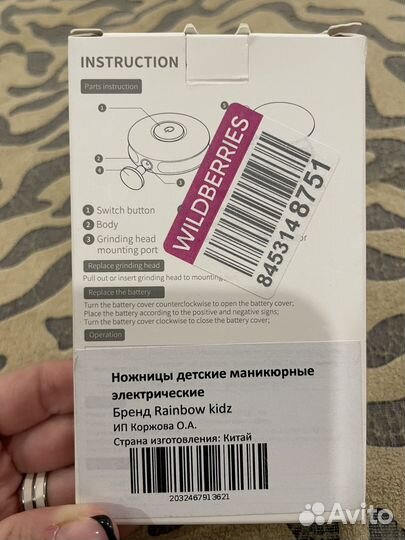 INSTRUCTION
Parts instruction
1
2
4
3
1 Switch button
2 Body
3 Grinding head
mounting port
Replace grinding head
Pull out or insert grinding head to mounting
Replace the battery
Turn the battery cover counterclockwise to open the battery cover;
Place the battery according to the positive and negative signs;
Turn the battery cover clockwise to close the battery cover.
Operation
WILDBERRIES
8453148751
Ножницы детские маникюрные
электрические
Бренд Rainbow kidz
ИП Коржова О.А.
Страна изготовления: Китай
2032467913621
Avito